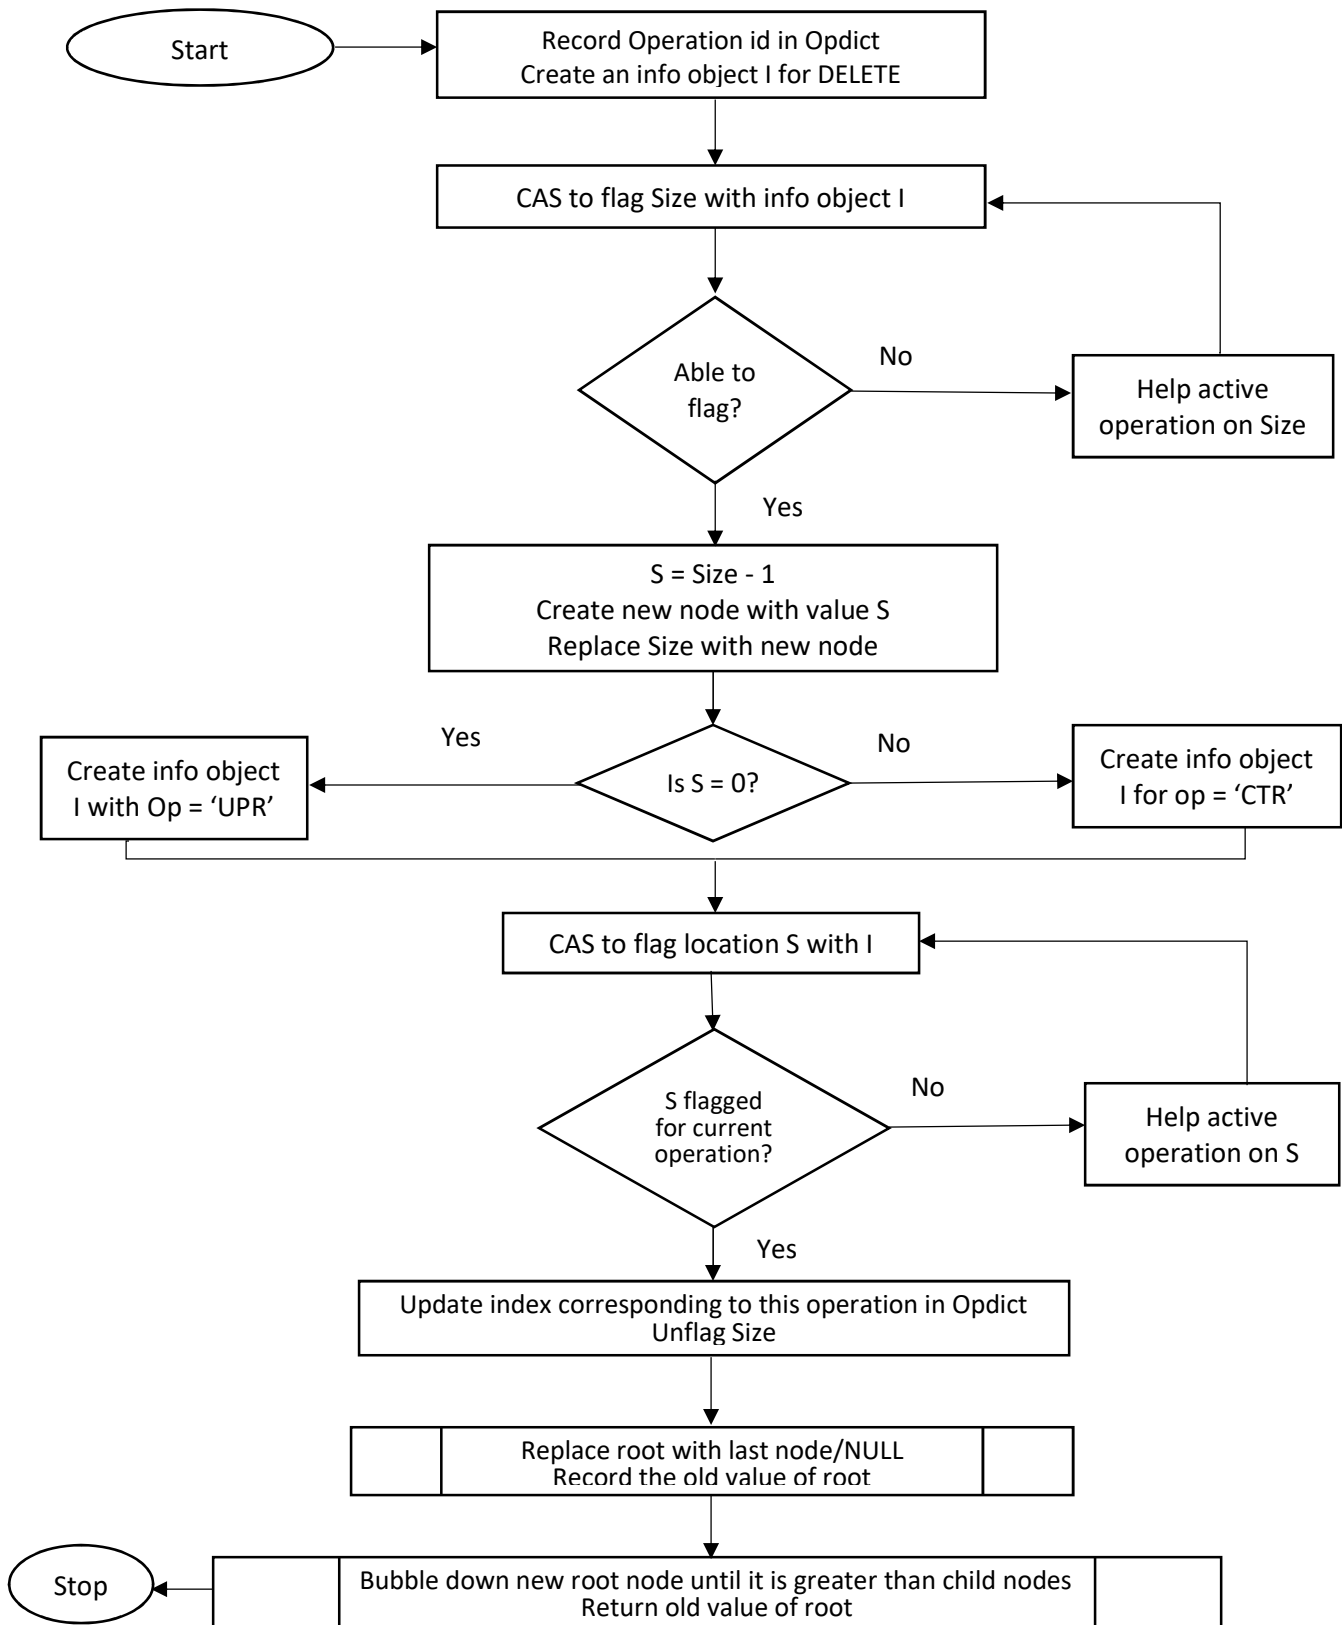 Start
Record Operation id in Opdict
Create an info object I for DELETE
CAS to flag Size with info object I
Able to
flag?
No
Help active
operation on Size
Yes
S = Size - 1
Create new node with value S
Replace Size with new node
Yes
Create info object
I with Op = ‘UPR’
Is S = 0?
No
Create info object
I for op = ‘CTR’
CAS to flag location S with I
S flagged
for current
operation?
No
Help active
operation on S
Yes
Update index corresponding to this operation in Opdict
Unflag Size
Replace root with last node/NULL
Record the old value of root
Stop
Bubble down new root node until it is greater than child nodes
Return old value of root